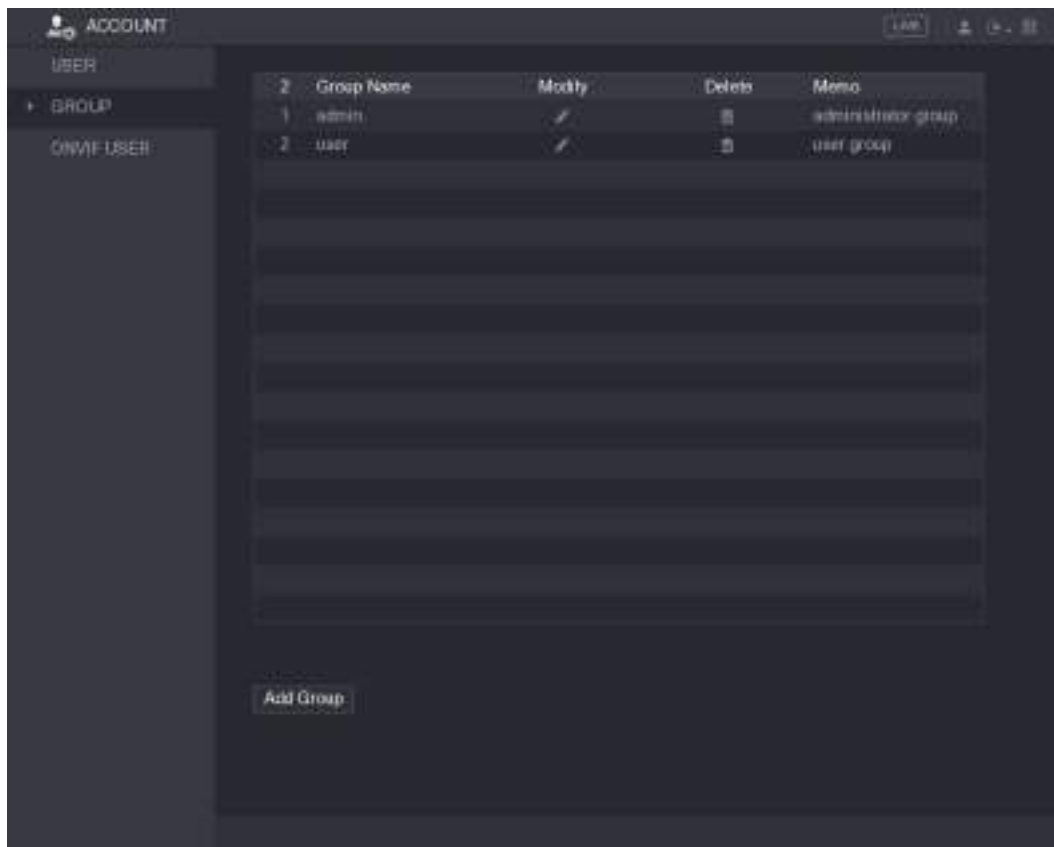 ACCOUNT
LIVE
USER
GROUP
ONVIF USER
2 Group Name Modify Delete Memo
1 admin administrator group
2 user user group
Add Group